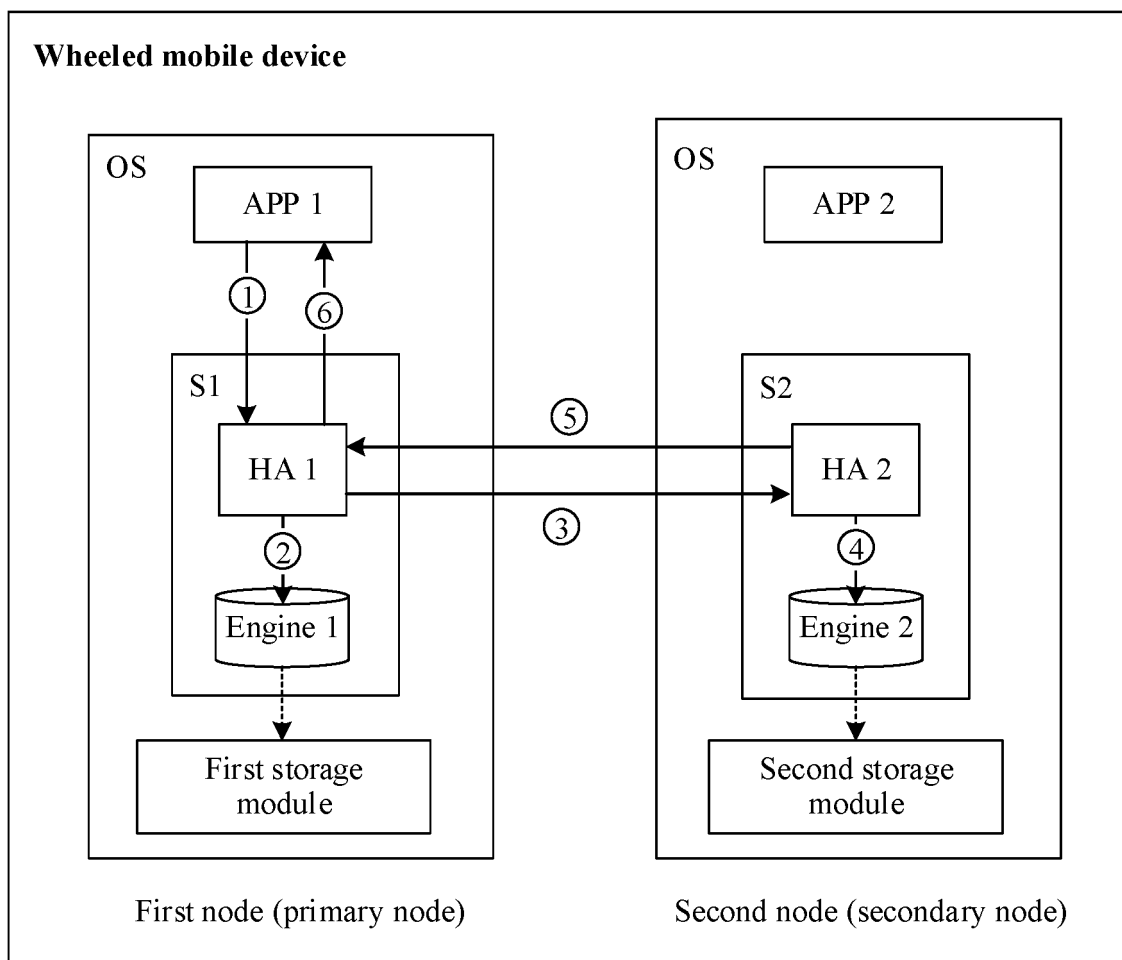 Wheeled mobile device
OS
APP 1
①
⑥
S1
HA 1
②
Engine 1
First storage
module
First node (primary node)
⑤
③
OS
APP 2
S2
HA 2
④
Engine 2
Second storage
module
Second node (secondary node)